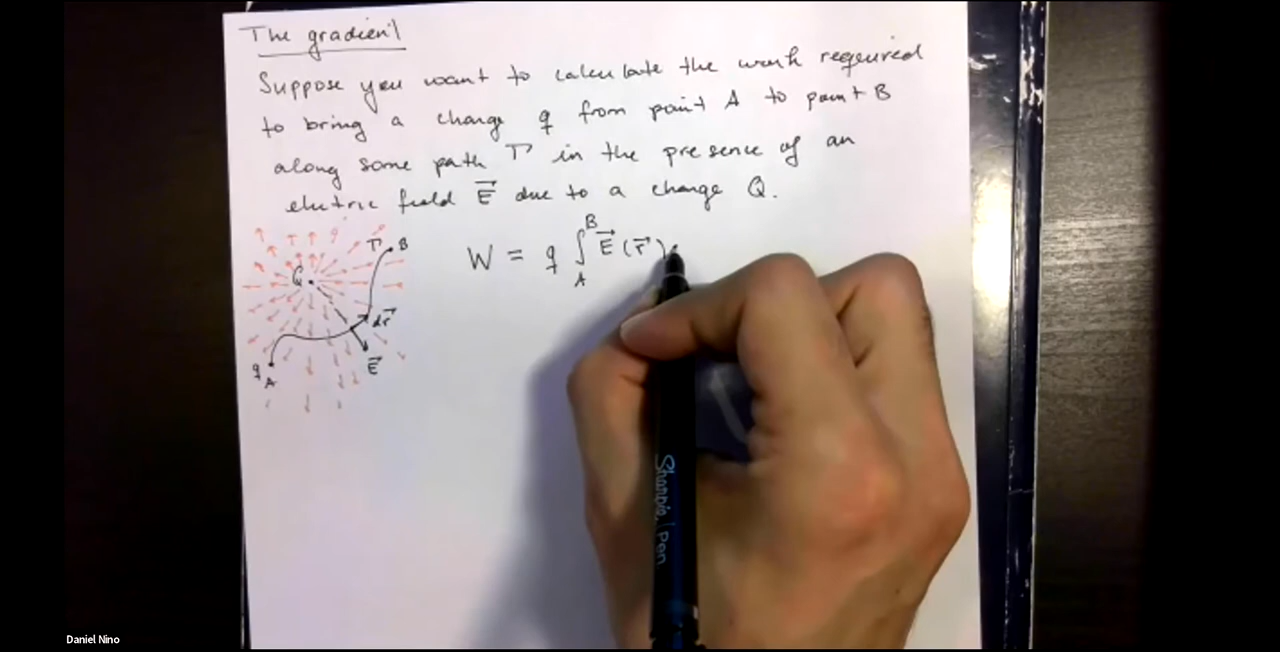 The gradient
Suppose you want to calculate the work required
to bring a charge q from point A to point B
along some path Γ in the presence of an
electric field E⃗ due to a charge Q.
W = q ∫_A^B E⃗ (r⃗)
Q
Γ B
dr⃗
E⃗
q A
Sharpie Pen
Daniel Nino